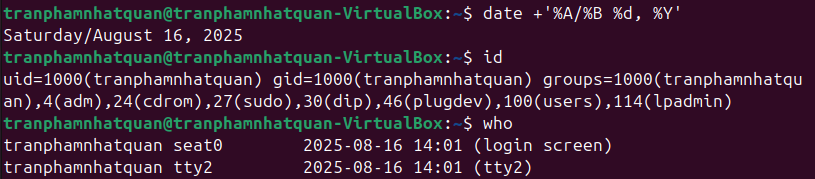 tranphamnhatquan@tranphamnhatquan-VirtualBox:~$ date +'%A/%B %d, %Y'
Saturday/August 16, 2025
tranphamnhatquan@tranphamnhatquan-VirtualBox:~$ id
uid=1000(tranphamnhatquan) gid=1000(tranphamnhatquan) groups=1000(tranphamnhatqu
an),4(adm),24(cdrom),27(sudo),30(dip),46(plugdev),100(users),114(lpadmin)
tranphamnhatquan@tranphamnhatquan-VirtualBox:~$ who
tranphamnhatquan seat0        2025-08-16 14:01 (login screen)
tranphamnhatquan tty2         2025-08-16 14:01 (tty2)